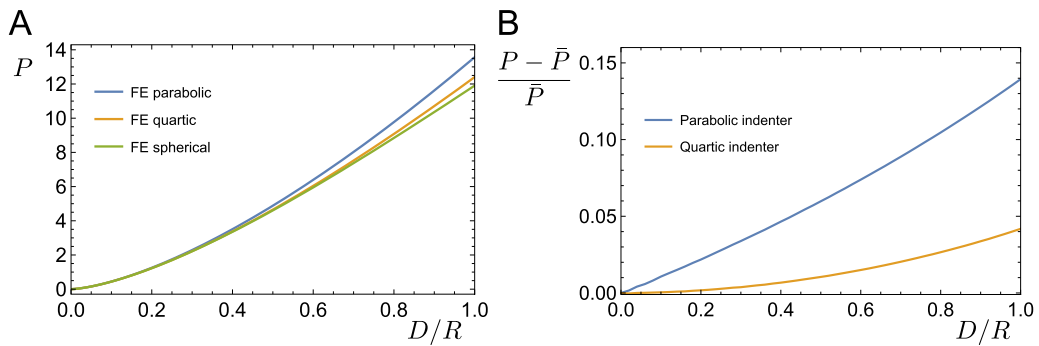 A
P
14
12
10
8
6
4
2
0
FE parabolic
FE quartic
FE spherical
0.0 0.2 0.4 0.6 0.8 1.0
D/R
B
P − P̄
P̄
0.15
0.10
0.05
0.00
Parabolic indenter
Quartic indenter
0.0 0.2 0.4 0.6 0.8 1.0
D/R